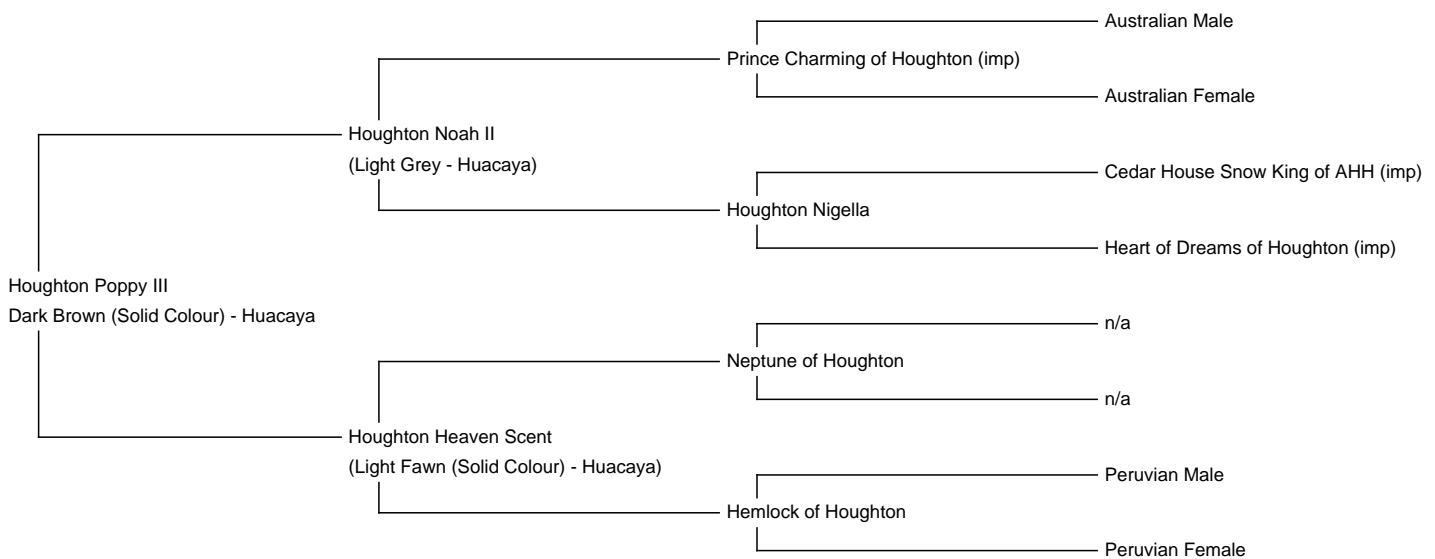 Australian Male
Prince Charming of Houghton (imp)
Australian Female
Houghton Noah II
(Light Grey - Huacaya)
Cedar House Snow King of AHH (imp)
Houghton Nigella
Heart of Dreams of Houghton (imp)
Houghton Poppy III
Dark Brown (Solid Colour) - Huacaya
n/a
Neptune of Houghton
n/a
Houghton Heaven Scent
(Light Fawn (Solid Colour) - Huacaya)
Peruvian Male
Hemlock of Houghton
Peruvian Female